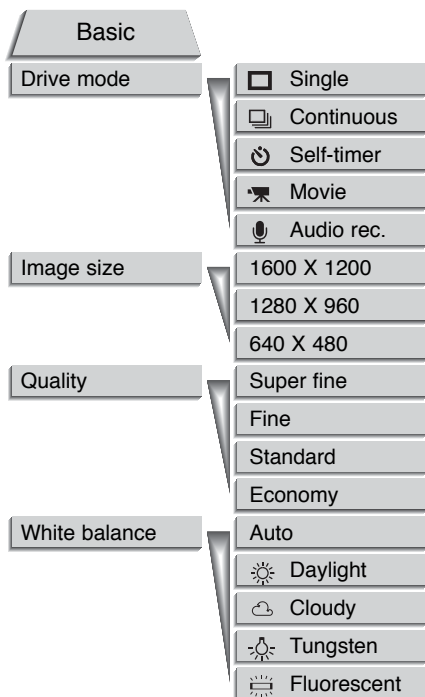 Basic
Drive mode
Single
Continuous
Self-timer
Movie
Audio rec.
Image size
1600 X 1200
1280 X 960
640 X 480
Quality
Super fine
Fine
Standard
Economy
White balance
Auto
Daylight
Cloudy
Tungsten
Fluorescent